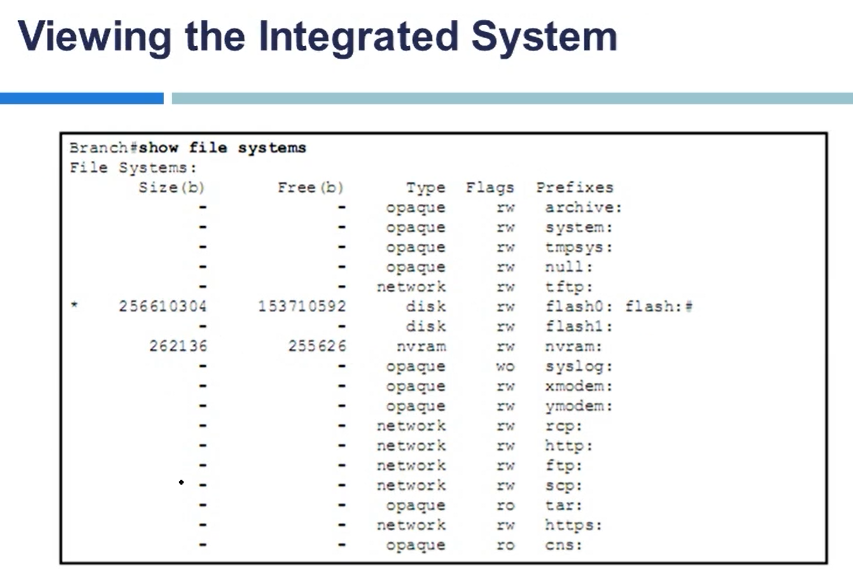 Viewing the Integrated System
Branch#show file systems
File Systems:
Size(b) Free(b) Type Flags Prefixes
- - opaque rw archive:
- - opaque rw system:
- - opaque rw tmpsys:
- - opaque rw null:
- - network rw tftp:
* 256610304 153710592 disk rw flash0: flash:#
- - disk rw flash1:
262136 255626 nvram rw nvram:
- - opaque wo syslog:
- - opaque rw xmodem:
- - opaque rw ymodem:
- - network rw rcp:
- - network rw http:
- - network rw ftp:
- - network rw scp:
- - opaque ro tar:
- - network rw https:
- - opaque ro cns: